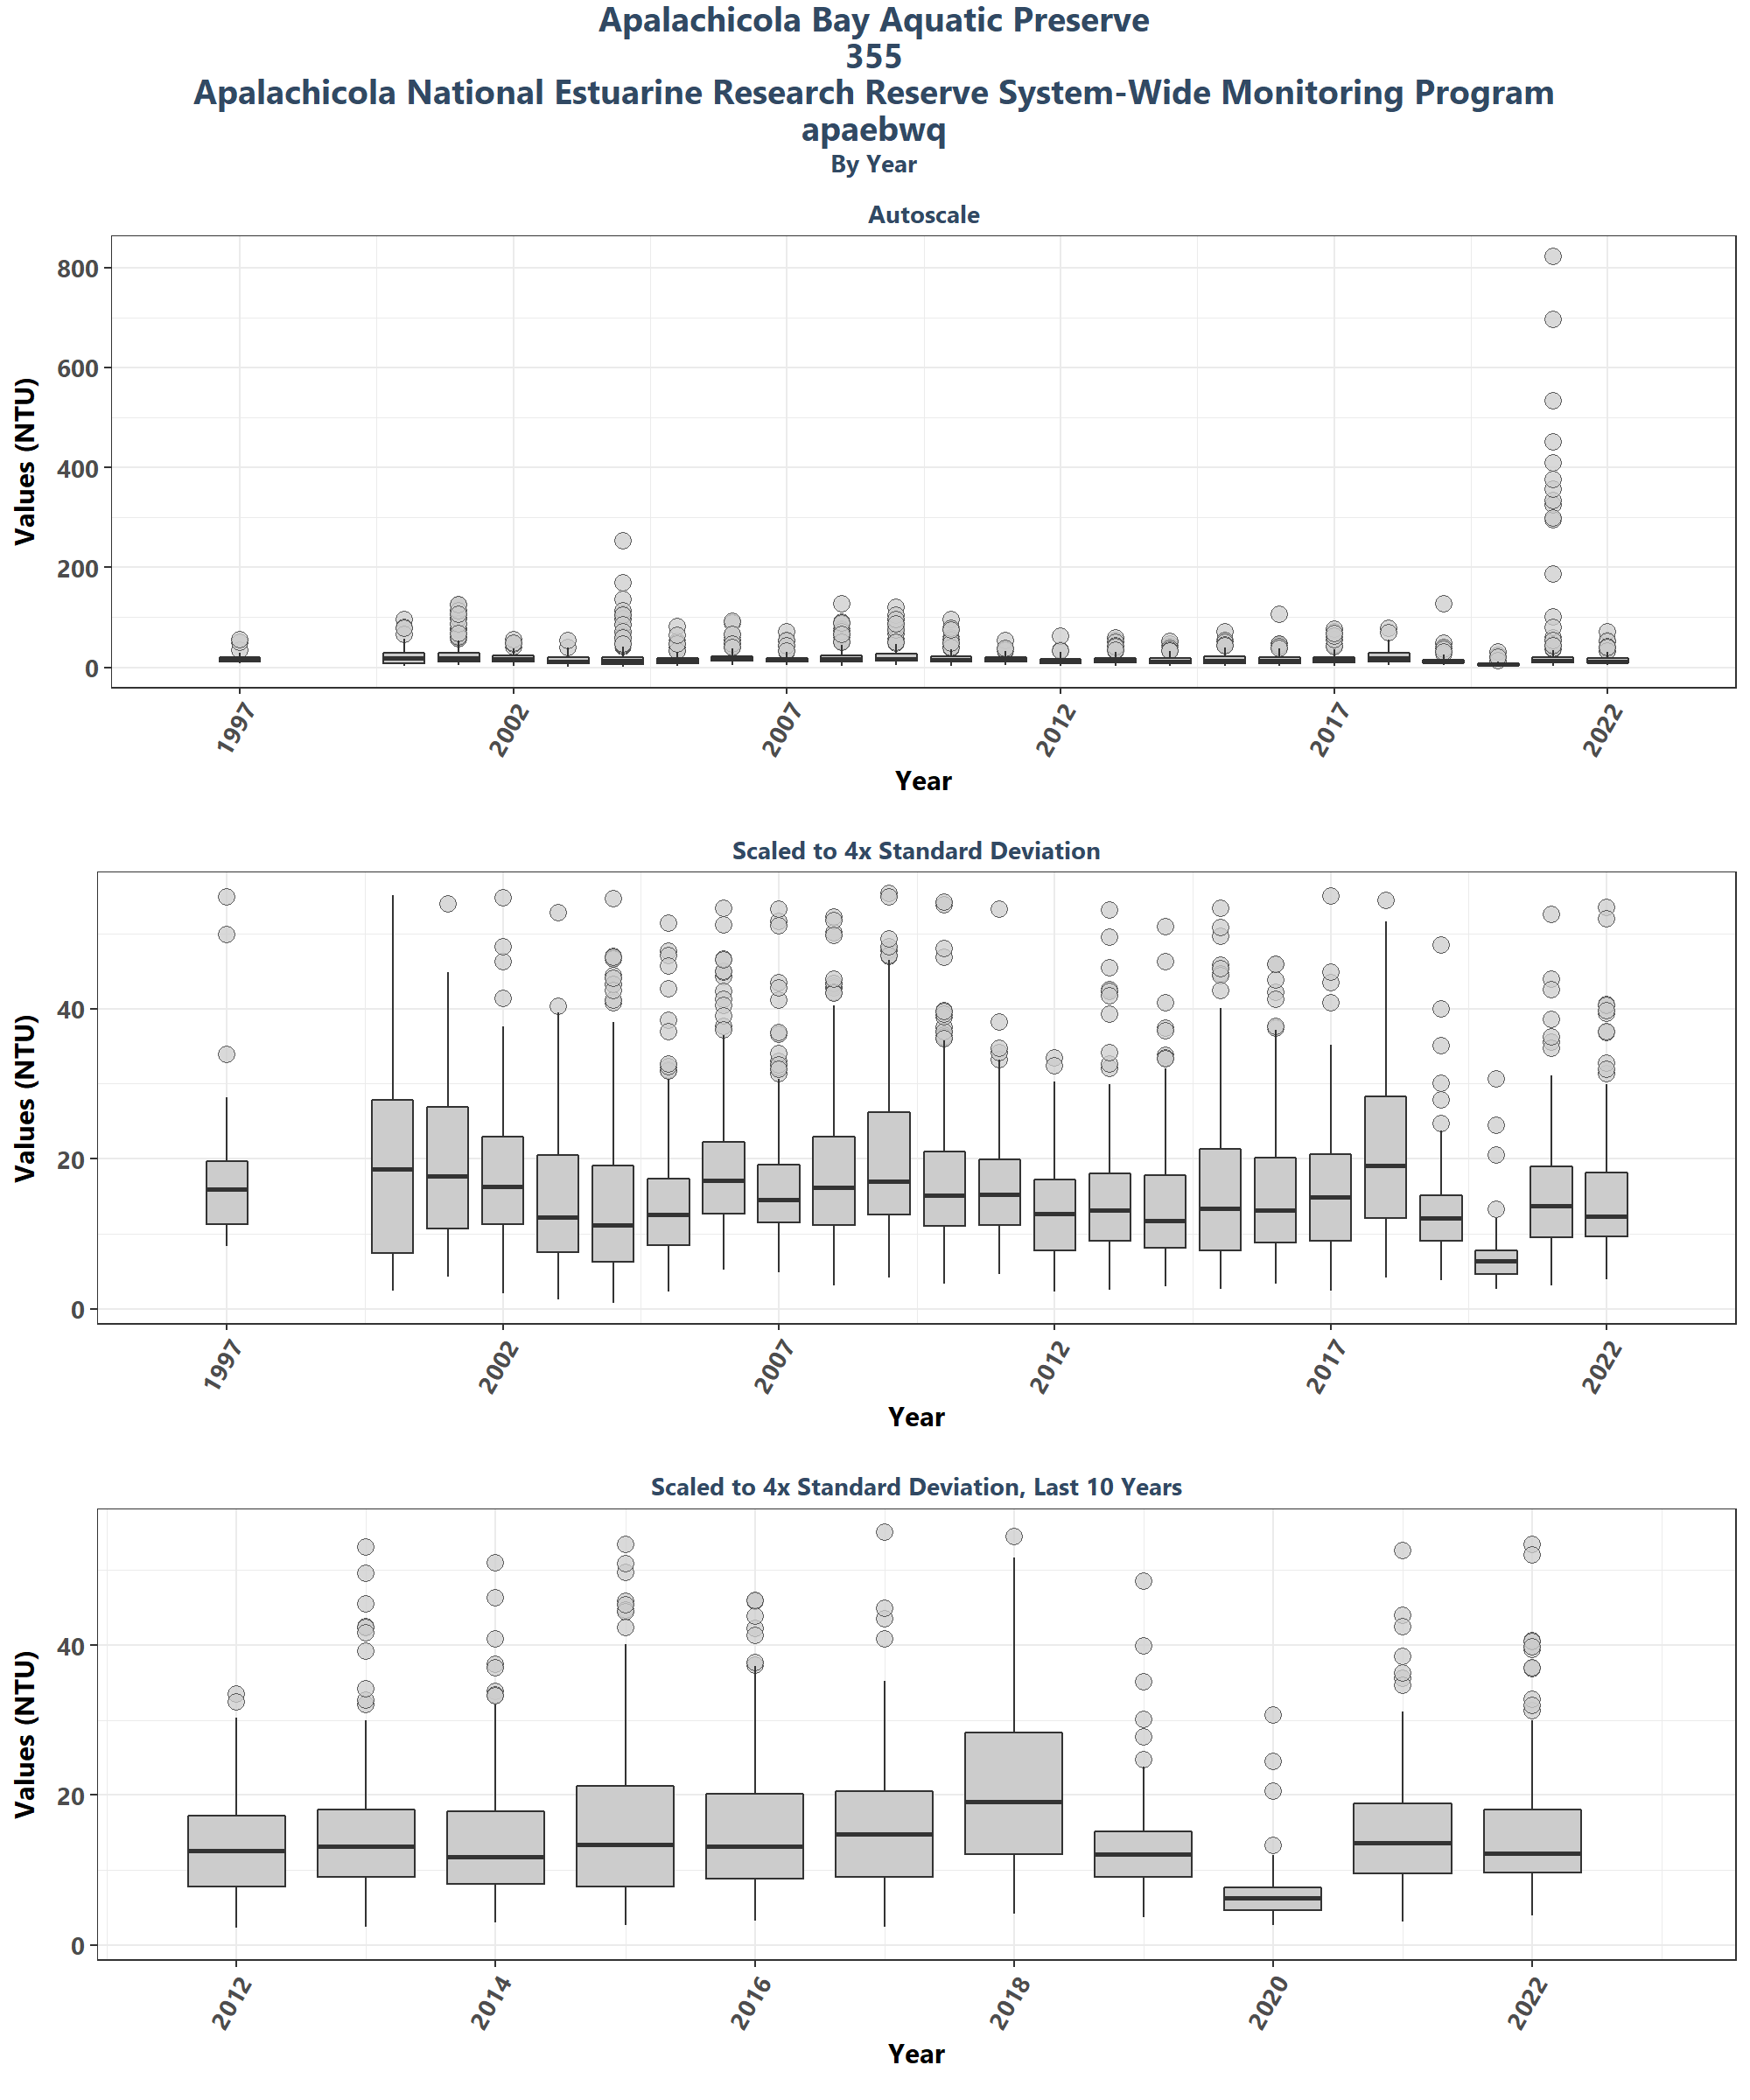 Apalachicola Bay Aquatic Preserve
355
Apalachicola National Estuarine Research Reserve System-Wide Monitoring Program
apaebwq
By Year
Autoscale
Values (NTU)
800
600
400
200
0
1997
2002
2007
2012
2017
2022
Year
Scaled to 4x Standard Deviation
Values (NTU)
40
20
0
1997
2002
2007
2012
2017
2022
Year
Scaled to 4x Standard Deviation, Last 10 Years
Values (NTU)
40
20
0
2012
2014
2016
2018
2020
2022
Year